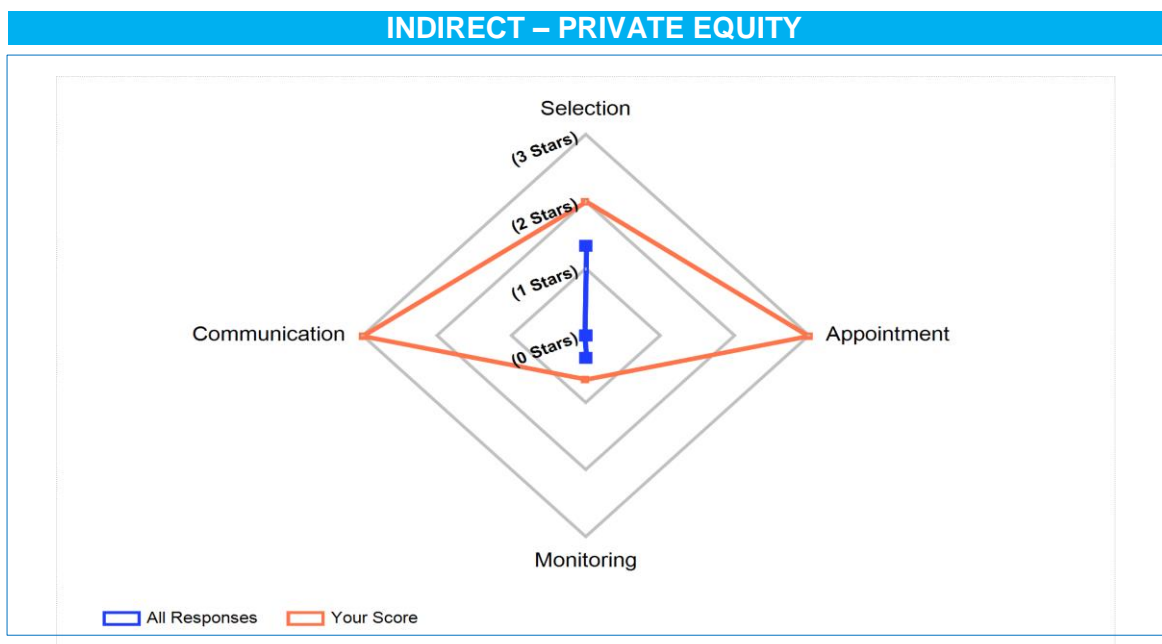 INDIRECT – PRIVATE EQUITY
Selection
(3 Stars)
(2 Stars)
(1 Stars)
(0 Stars)
Communication
Appointment
Monitoring
All Responses
Your Score